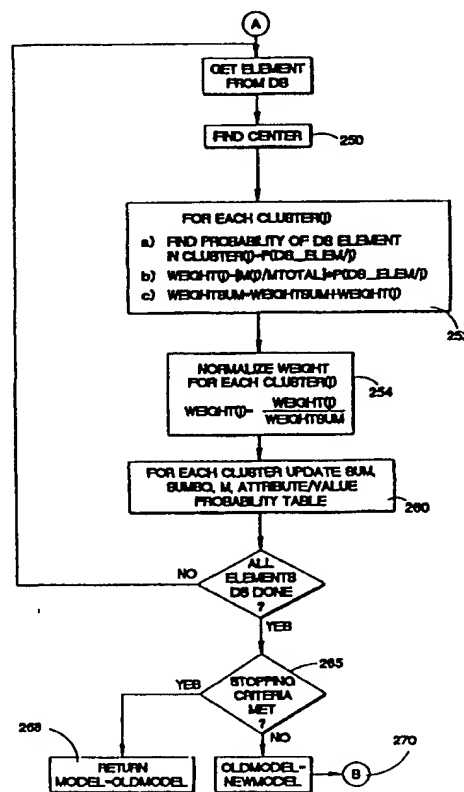 A
GET ELEMENT
FROM DS
FIND CENTER
250
FOR EACH CLUSTER(J)
a) FIND PROBABILITY OF DS ELEMENT
IN CLUSTER(J)=P(DS_ELEM/J)
b) WEIGHT(J)=[M(J)/MTOTAL]*P(DS_ELEM/J)
c) WEIGHTSUM=WEIGHTSUM+WEIGHT(J)
252
NORMALIZE WEIGHT
FOR EACH CLUSTER(J)
254
WEIGHT(J)= WEIGHT(J)
WEIGHTSUM
FOR EACH CLUSTER UPDATE SUM,
SUMSQ, M, ATTRIBUTE/VALUE
PROBABILITY TABLE
260
NO
ALL
ELEMENTS
DS DONE
?
YES
265
YES
STOPPING
CRITERIA
MET
?
NO
268
RETURN
MODEL=OLDMODEL
OLDMODEL=
NEWMODEL
B
270